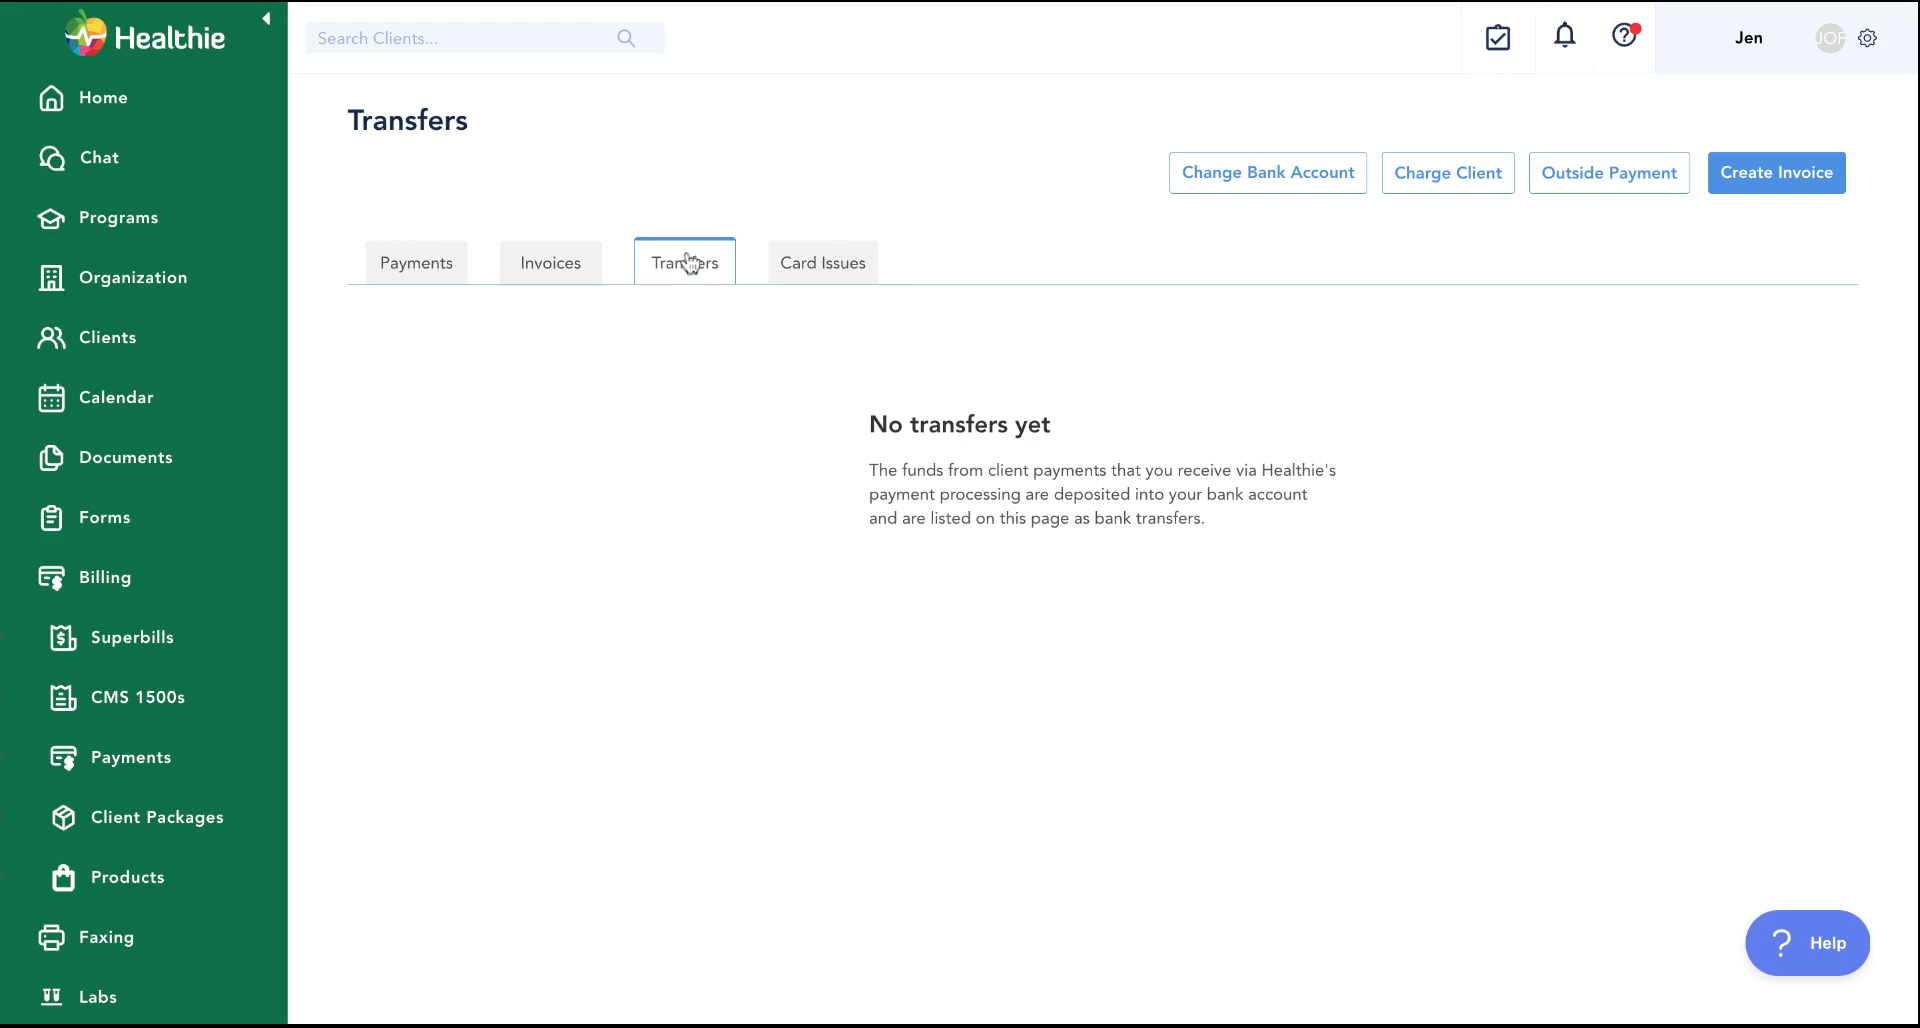 Healthie
Search Clients...
Jen
JOF
Home
Chat
Programs
Organization
Clients
Calendar
Documents
Forms
Billing
Superbills
CMS 1500s
Payments
Client Packages
Products
Faxing
Labs
Transfers
Change Bank Account
Charge Client
Outside Payment
Create Invoice
Payments
Invoices
Transfers
Card Issues
No transfers yet
The funds from client payments that you receive via Healthie's
payment processing are deposited into your bank account
and are listed on this page as bank transfers.
? Help